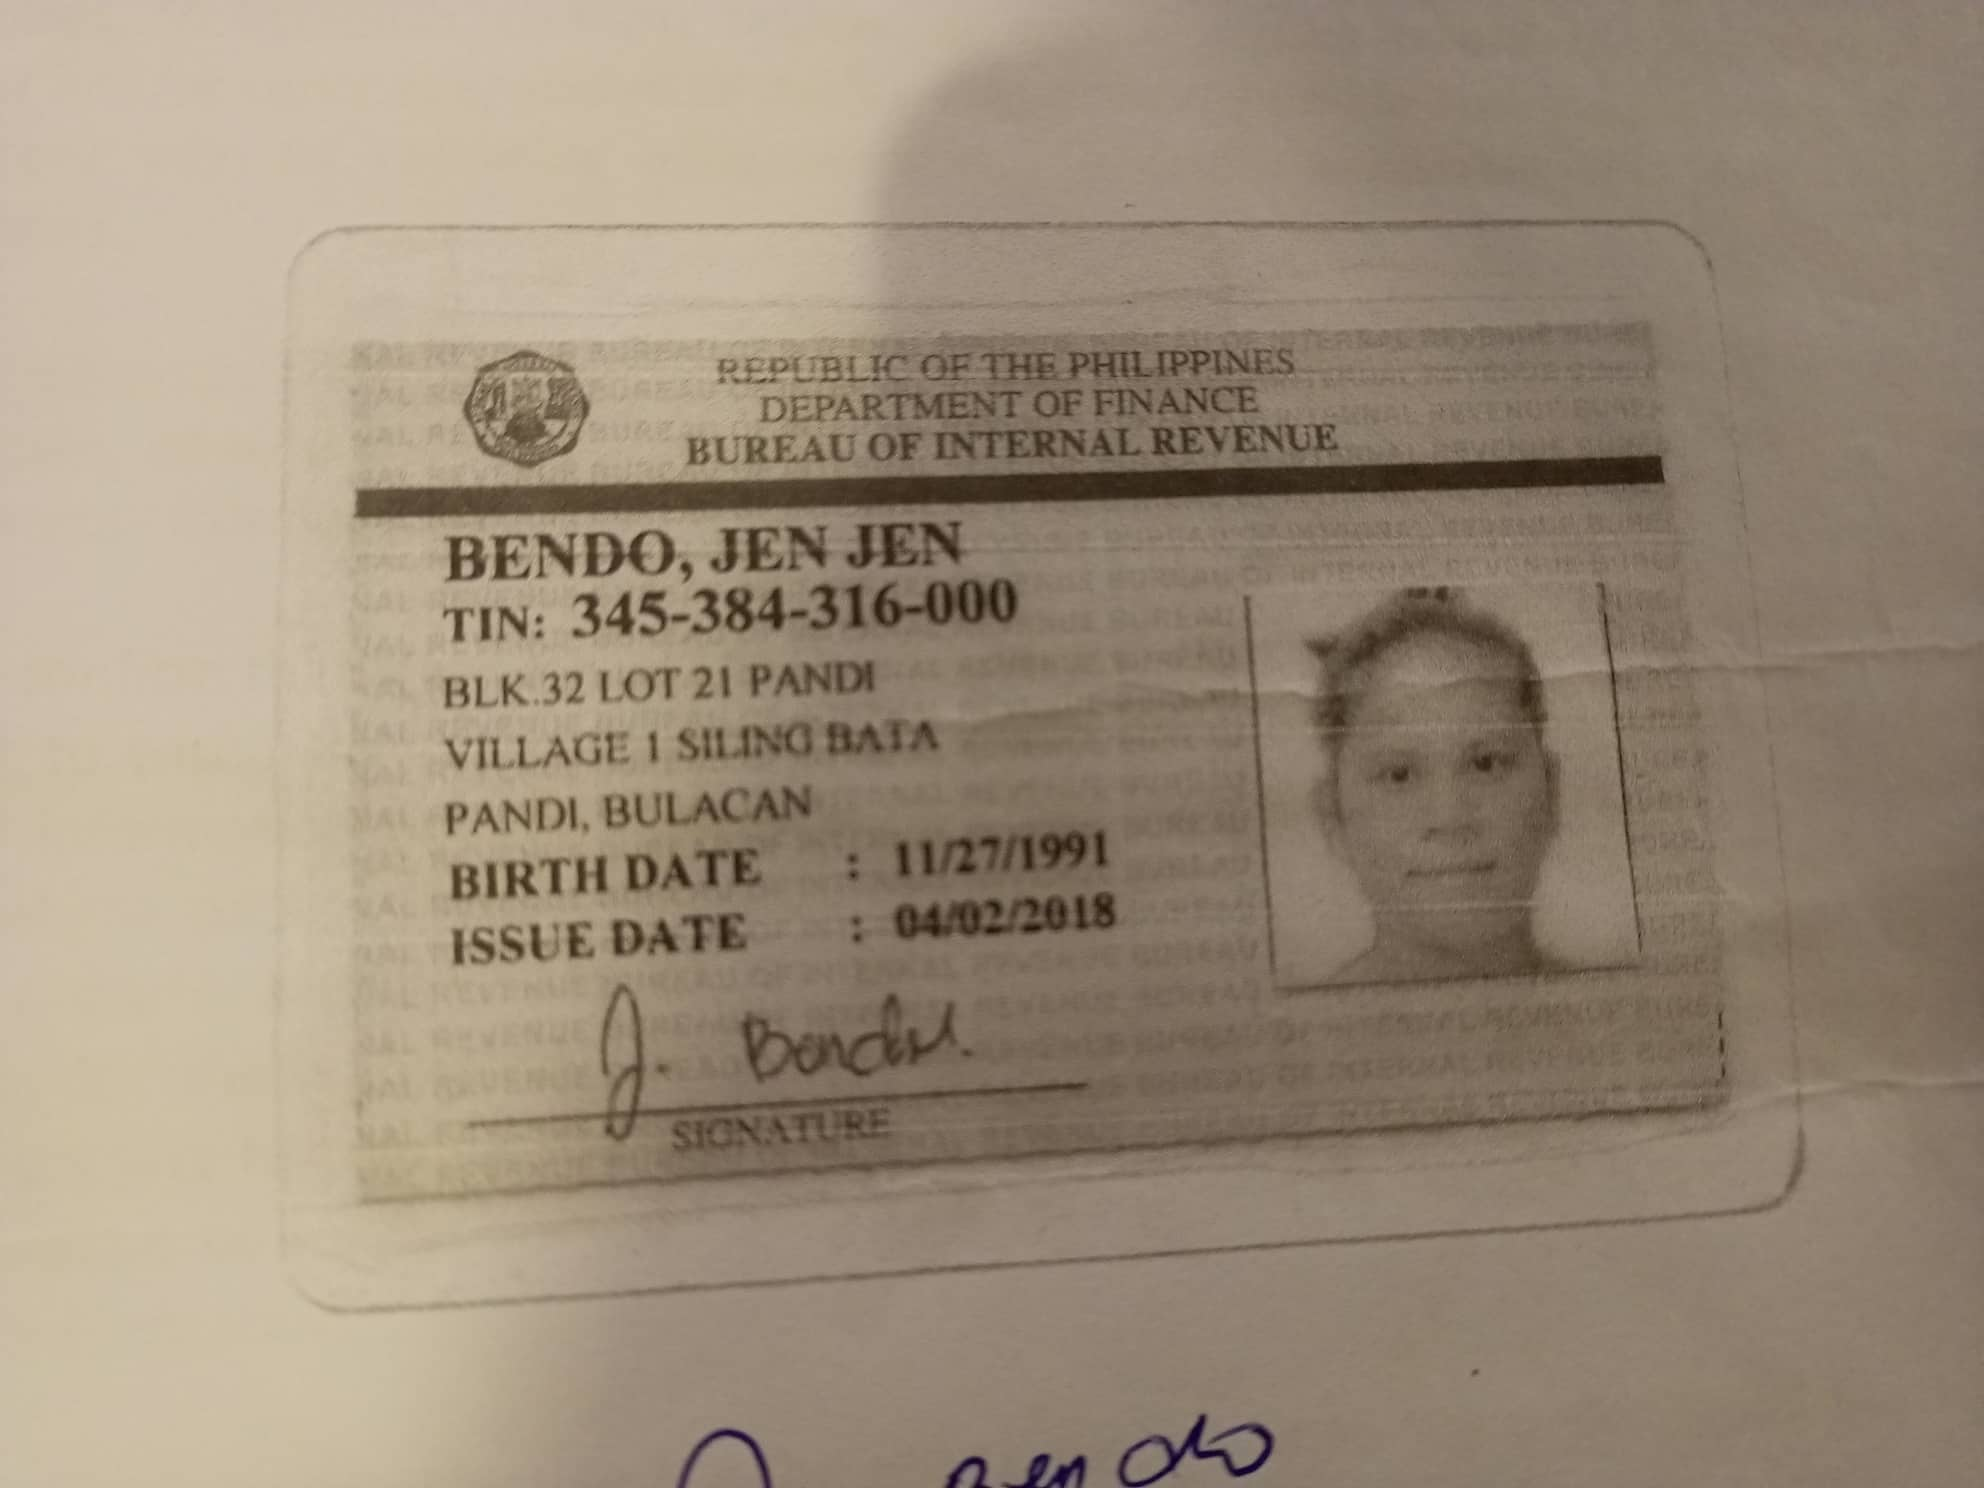 REPUBLIC OF THE PHILIPPINES
DEPARTMENT OF FINANCE
BUREAU OF INTERNAL REVENUE
BENDO, JEN JEN
TIN: 345-384-316-000
BLK.32 LOT 21 PANDI
VILLAGE 1 SILING BATA
PANDI, BULACAN
BIRTH DATE : 11/27/1991
ISSUE DATE : 04/02/2018
J. Bendo
SIGNATURE
Bendo